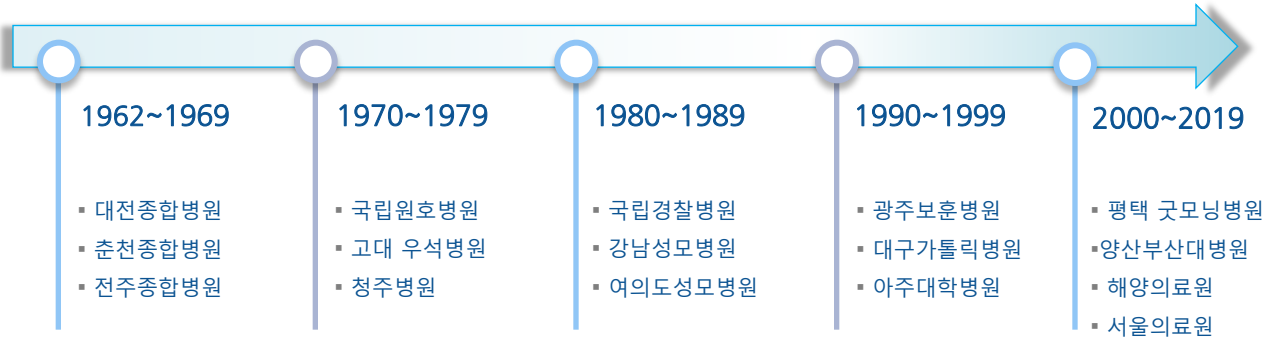 1962~1969
▪ 대전종합병원
▪ 춘천종합병원
▪ 전주종합병원
1970~1979
▪ 국립원호병원
▪ 고대 우석병원
▪ 청주병원
1980~1989
▪ 국립경찰병원
▪ 강남성모병원
▪ 여의도성모병원
1990~1999
▪ 광주보훈병원
▪ 대구가톨릭병원
▪ 아주대학병원
2000~2019
▪ 평택 굿모닝병원
▪양산부산대병원
▪ 해양의료원
▪ 서울의료원